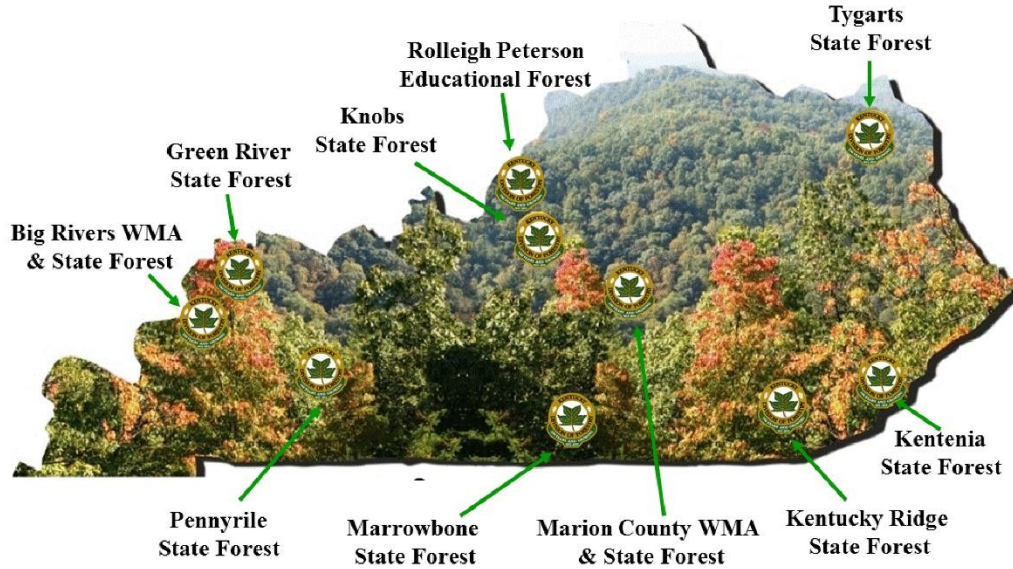 Tygarts
State Forest
Rolleigh Peterson
Educational Forest
Knobs
State Forest
Green River
State Forest
Big Rivers WMA
& State Forest
Kentenia
State Forest
Pennyrile
State Forest
Marrowbone
State Forest
Marion County WMA
& State Forest
Kentucky Ridge
State Forest